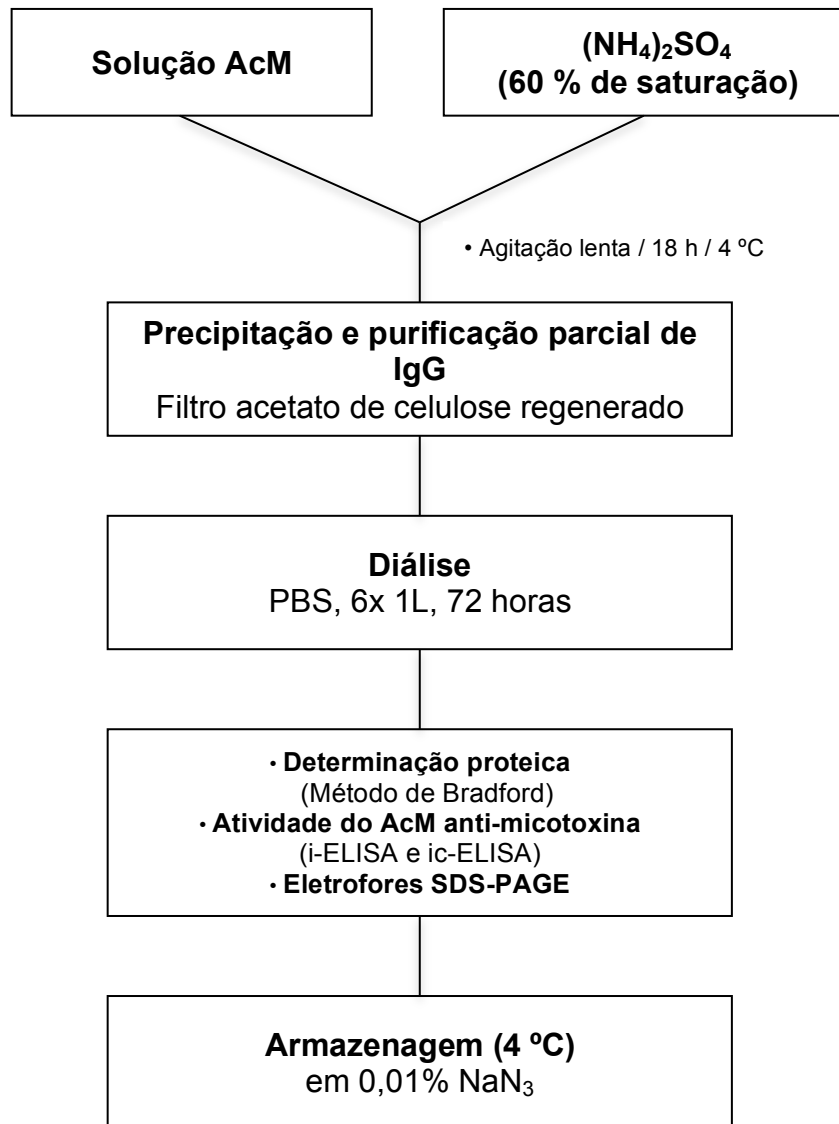 Solução AcM
(NH₄)₂SO₄
(60 % de saturação)
• Agitação lenta / 18 h / 4 ºC
Precipitação e purificação parcial de
IgG
Filtro acetato de celulose regenerado
Diálise
PBS, 6x 1L, 72 horas
• Determinação proteica
(Método de Bradford)
• Atividade do AcM anti-micotoxina
(i-ELISA e ic-ELISA)
• Eletrofores SDS-PAGE
Armazenagem (4 ºC)
em 0,01% NaN₃